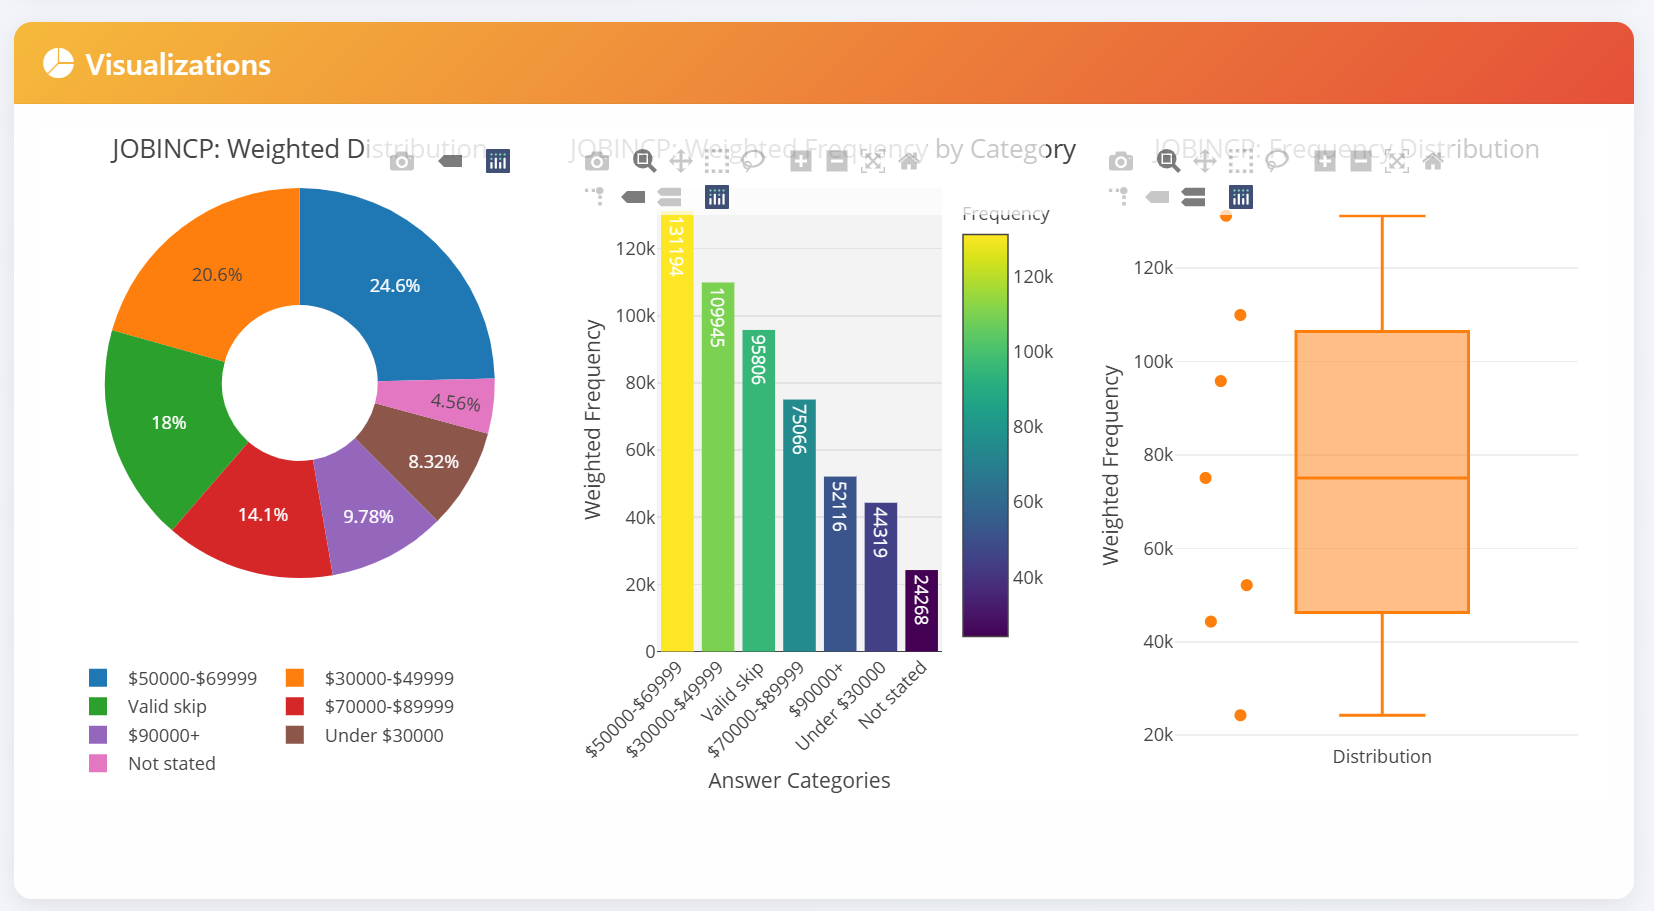 Visualizations
JOBINCP: Weighted Distribution
24.6%
20.6%
4.56%
18%
8.32%
14.1%
9.78%
$50000-$69999
$30000-$49999
Valid skip
$70000-$89999
$90000+
Under $30000
Not stated
JOBINCP: Weighted Frequency by Category
Weighted Frequency
120k
100k
80k
60k
40k
20k
0
131194
109945
95806
75066
52116
44319
24268
$50000-$69999
$30000-$49999
Valid skip
$70000-$89999
$90000+
Under $30000
Not stated
Answer Categories
Frequency
120k
100k
80k
60k
40k
JOBINCP: Frequency Distribution
Weighted Frequency
120k
100k
80k
60k
40k
20k
Distribution